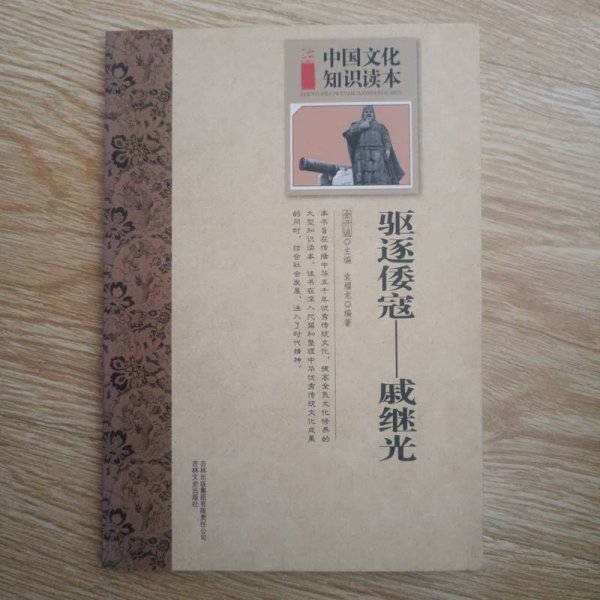 中国文化
知识读本
驱逐倭寇——戚继光
金开诚◎主编 袁耀龙◎编著
本书旨在传播中华五千年优秀传统文化，提高全民文化修养的
大型知识读本。该书在深入挖掘和整理中华优秀传统文化成果
的同时，结合社会发展，注入了时代精神。
吉林出版集团有限责任公司
吉林文史出版社